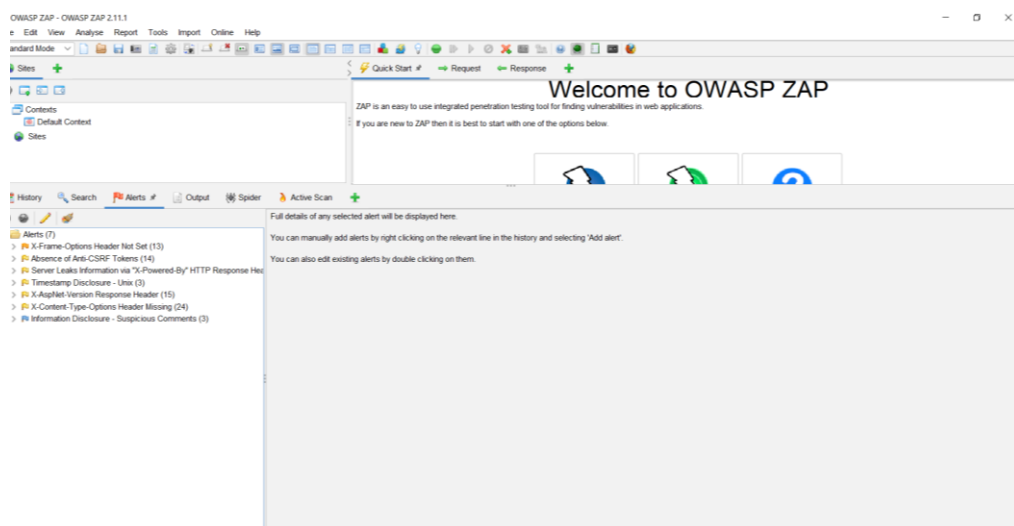 OWASP ZAP - OWASP ZAP 2.11.1
e Edit View Analyse Report Tools Import Online Help
andard Mode
Sites
Quick Start
Request
Response
Contexts
Default Context
Sites
Welcome to OWASP ZAP
ZAP is an easy to use integrated penetration testing tool for finding vulnerabilities in web applications.
If you are new to ZAP then it is best to start with one of the options below.
History Search Alerts Output Spider Active Scan
Alerts (7)
X-Frame-Options Header Not Set (13)
Absence of Anti-CSRF Tokens (14)
Server Leaks Information via "X-Powered-By" HTTP Response Hea
Timestamp Disclosure - Unix (3)
X-AspNet-Version Response Header (15)
X-Content-Type-Options Header Missing (24)
Information Disclosure - Suspicious Comments (3)
Full details of any selected alert will be displayed here.
You can manually add alerts by right clicking on the relevant line in the history and selecting 'Add alert'.
You can also edit existing alerts by double clicking on them.